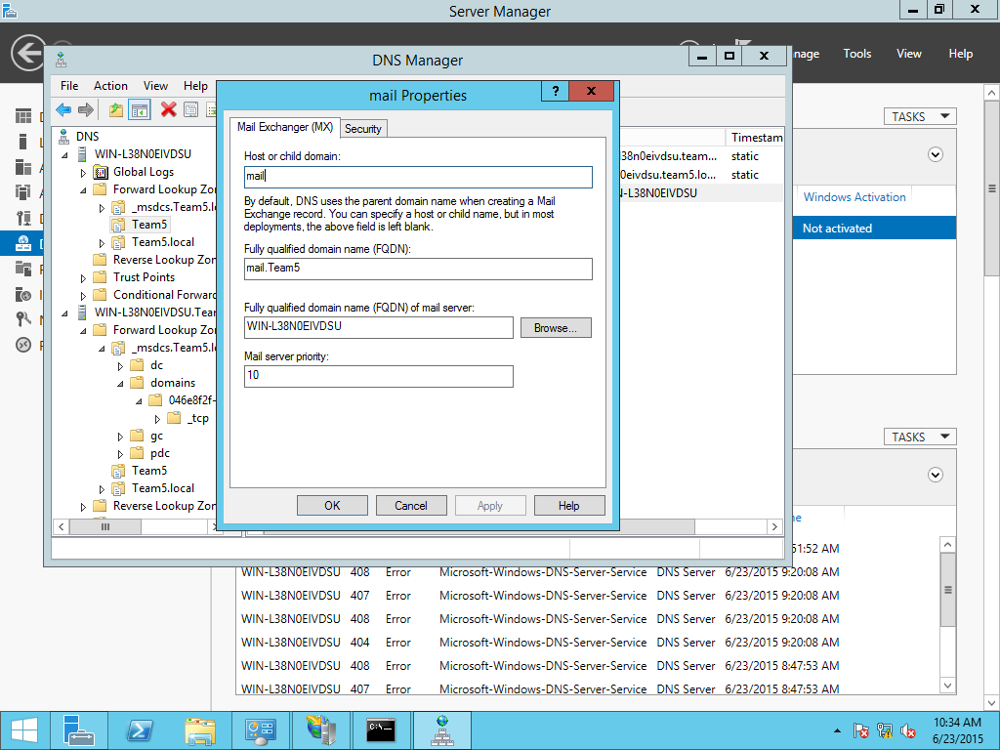 Server Manager
Manage Tools View Help
DNS Manager
File Action View Help
mail Properties
?
Mail Exchanger (MX) Security
Host or child domain:
mail
By default, DNS uses the parent domain name when creating a Mail
Exchange record. You can specify a host or child name, but in most
deployments, the above field is left blank.
Fully qualified domain name (FQDN):
mail.Team5
Fully qualified domain name (FQDN) of mail server:
WIN-L38N0EIVDSU
Browse...
Mail server priority:
10
OK Cancel Apply Help
DNS
WIN-L38N0EIVDSU
Global Logs
Forward Lookup Zon
_msdcs.Team5.l
Team5
Team5.local
Reverse Lookup Zon
Trust Points
Conditional Forward
WIN-L38N0EIVDSU.Tear
Forward Lookup Zon
_msdcs.Team5.l
dc
domains
046e8f2f-
_tcp
gc
pdc
Team5
Team5.local
Reverse Lookup Zon
Timestam
38n0eivdsu.team... static
0eivdsu.team5.lo... static
N-L38N0EIVDSU
TASKS
Windows Activation
Not activated
TASKS
ne
51:52 AM
WIN-L38N0EIVDSU 408 Error Microsoft-Windows-DNS-Server-Service DNS Server 6/23/2015 9:20:08 AM
WIN-L38N0EIVDSU 407 Error Microsoft-Windows-DNS-Server-Service DNS Server 6/23/2015 9:20:08 AM
WIN-L38N0EIVDSU 408 Error Microsoft-Windows-DNS-Server-Service DNS Server 6/23/2015 9:20:08 AM
WIN-L38N0EIVDSU 404 Error Microsoft-Windows-DNS-Server-Service DNS Server 6/23/2015 9:20:08 AM
WIN-L38N0EIVDSU 408 Error Microsoft-Windows-DNS-Server-Service DNS Server 6/23/2015 8:47:53 AM
WIN-L38N0EIVDSU 407 Error Microsoft-Windows-DNS-Server-Service DNS Server 6/23/2015 8:47:53 AM
10:34 AM
6/23/2015